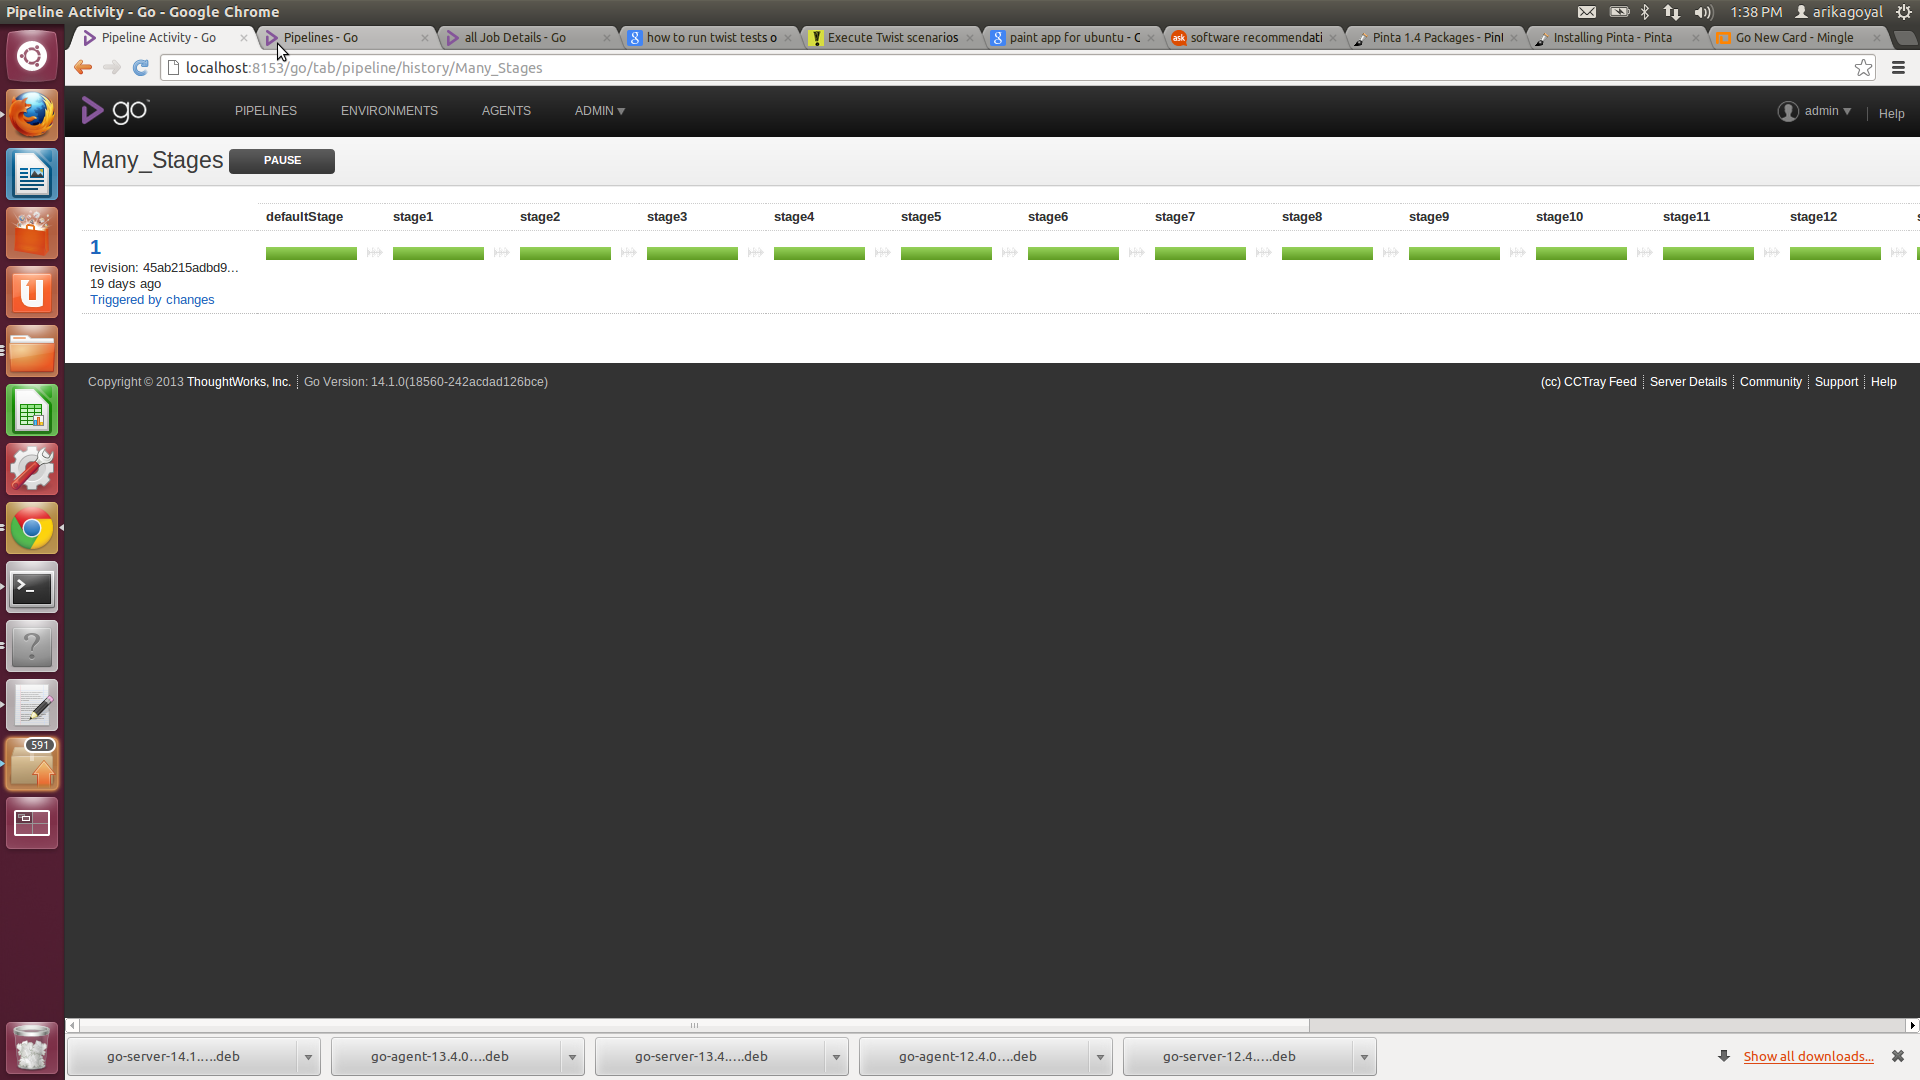 Pipeline Activity - Go - Google Chrome
1:38 PM arikagoyal
Pipeline Activity - Go
Pipelines - Go
all Job Details - Go
how to run twist tests o
Execute Twist scenarios
paint app for ubuntu -
ask software recommendati
Pinta 1.4 Packages - Pint
Installing Pinta - Pinta
Go New Card - Mingle
localhost:8153/go/tab/pipeline/history/Many_Stages
go PIPELINES ENVIRONMENTS AGENTS ADMIN admin Help
Many_Stages PAUSE
defaultStage stage1 stage2 stage3 stage4 stage5 stage6 stage7 stage8 stage9 stage10 stage11 stage12
1
revision: 45ab215adbd9...
19 days ago
Triggered by changes
Copyright © 2013 ThoughtWorks, Inc. Go Version: 14.1.0(18560-242acdad126bce)
(cc) CCTray Feed Server Details Community Support Help
591
go-server-14.1.....deb
go-agent-13.4.0....deb
go-server-13.4.....deb
go-agent-12.4.0....deb
go-server-12.4.....deb
Show all downloads...